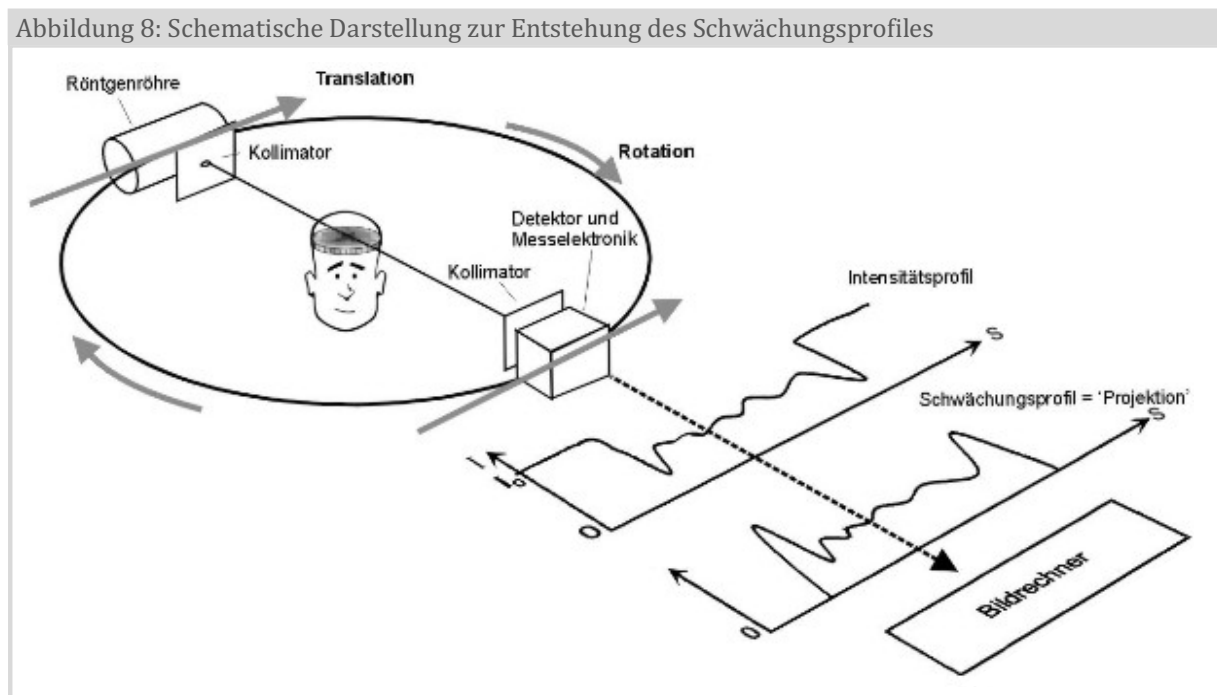 Abbildung 8: Schematische Darstellung zur Entstehung des Schwächungsprofiles
Röntgenröhre
Translation
Kollimator
Rotation
Detektor und
Messelektronik
Kollimator
Intensitätsprofil
S
Schwächungsprofil = 'Projektion'
S
I
I₀
0
0
Bildrechner